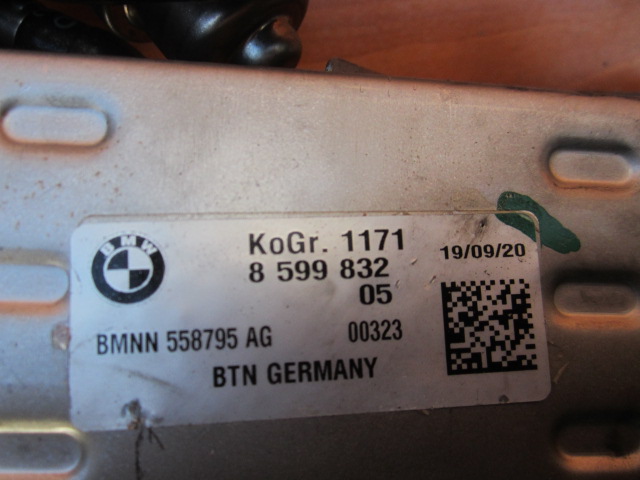 BMW
KoGr. 1171
19/09/20
8 599 832
05
BMNN 558795 AG 00323
BTN GERMANY